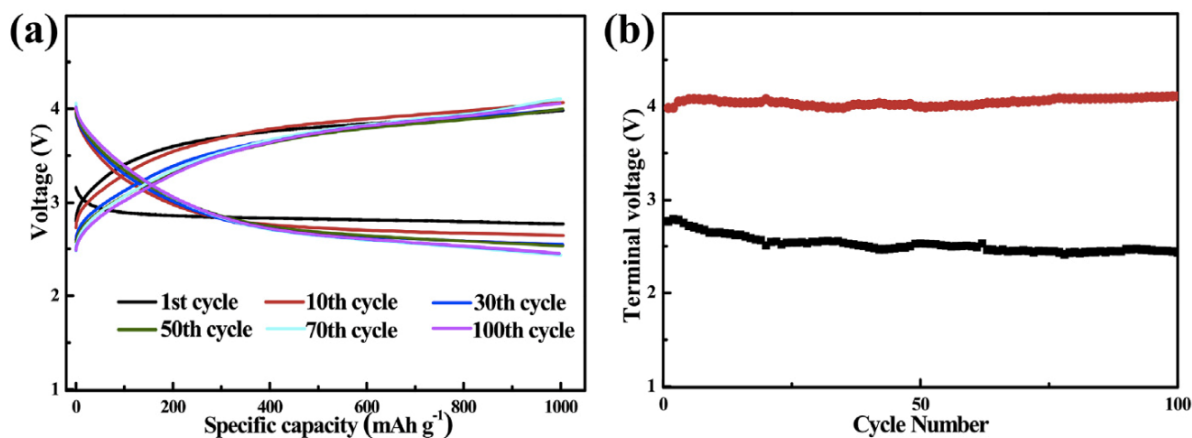 (a)
Voltage (V)
4
3
2
1
1st cycle 10th cycle 30th cycle
50th cycle 70th cycle 100th cycle
0 200 400 600 800 1000
Specific capacity (mAh g⁻¹)
(b)
Terminal voltage (V)
4
3
2
1
0 25 50 75 100
Cycle Number